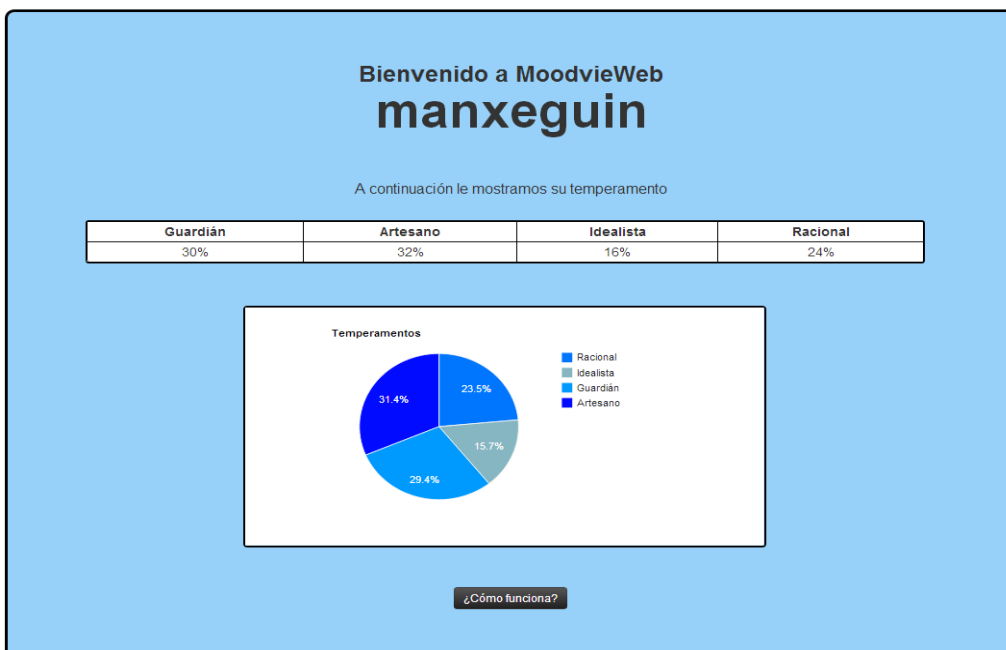 Bienvenido a MoodvieWeb
manxeguin
A continuación le mostramos su temperamento
Guardián Artesano Idealista Racional
30% 32% 16% 24%
Temperamentos
Racional
Idealista
Guardián
Artesano
23.5%
31.4%
15.7%
29.4%
¿Cómo funciona?